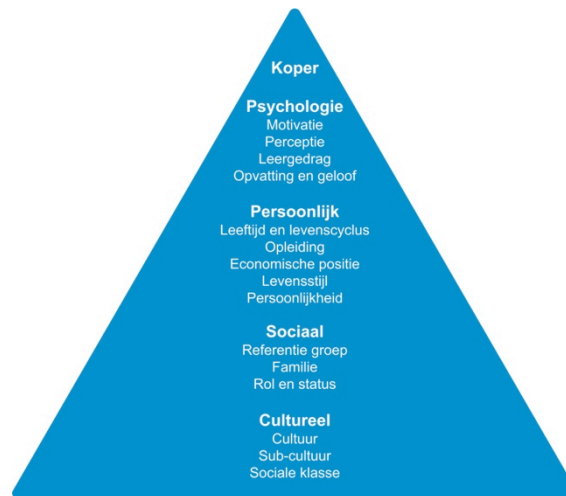 Koper
Psychologie
Motivatie
Perceptie
Leergedrag
Opvatting en geloof
Persoonlijk
Leeftijd en levenscyclus
Opleiding
Economische positie
Levensstijl
Persoonlijkheid
Sociaal
Referentie groep
Familie
Rol en status
Cultureel
Cultuur
Sub-cultuur
Sociale klasse